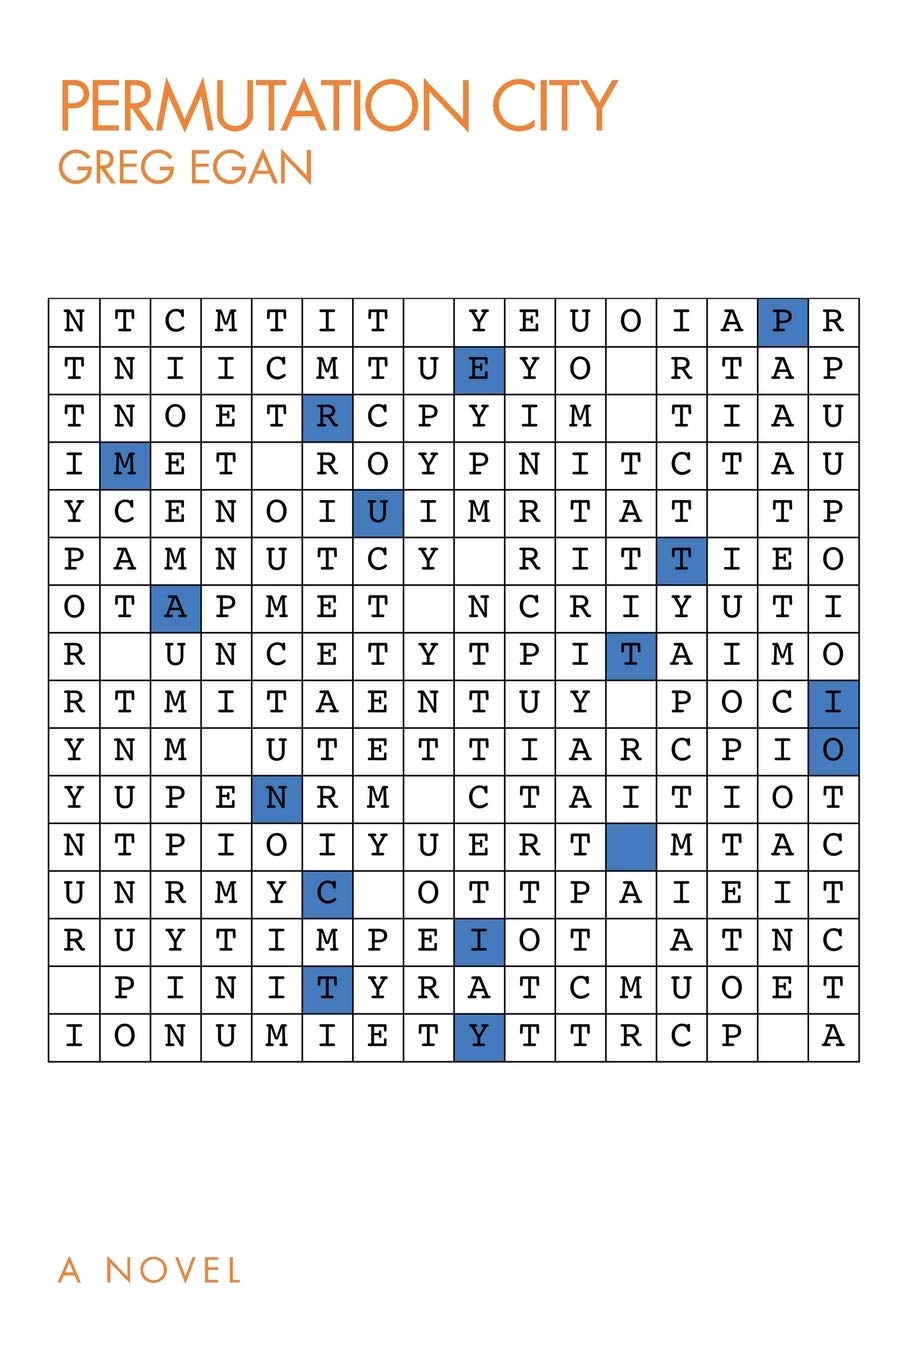 PERMUTATION CITY
GREG EGAN
N T C M T I T   Y E U O I A P R
T N I I C M T U E Y O   R T A P
T N O E T R C P Y I M   T I A U
I M E T   R O Y P N I T C T A U
Y C E N O I U I M R T A T   T P
P A M N U T C Y   R I T T I E O
O T A P M E T   N C R I Y U T I
R   U N C E T Y T P I T A I M O
R T M I T A E N T U Y   P O C I
Y N M   U T E T T I A R C P I O
Y U P E N R M   C T A I T I O T
N T P I O I Y U E R T   M T A C
U N R M Y C   O T T P A I E I T
R U Y T I M P E I O T   A T N C
  P I N I T Y R A T C M U O E T
I O N U M I E T Y T T R C P   A
A NOVEL